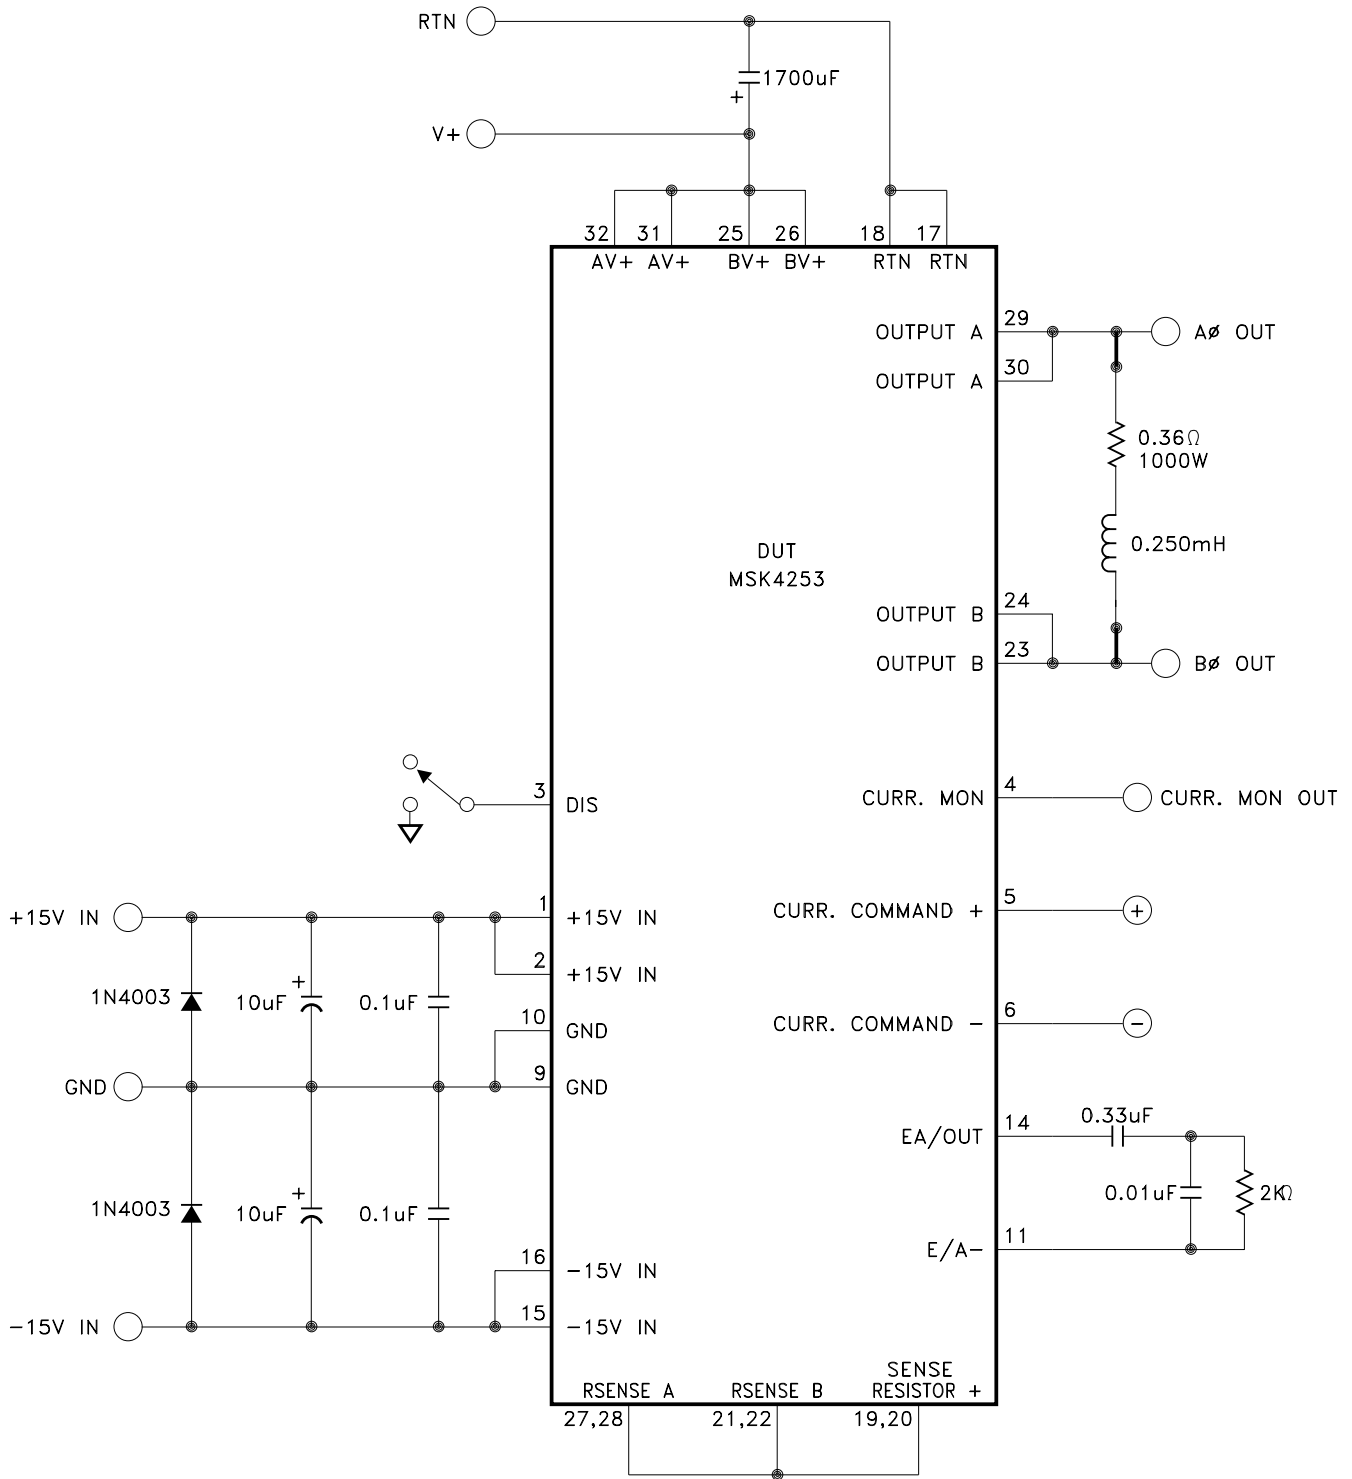 RTN
1700uF
+
V+
32 31 25 26 18 17
AV+ AV+ BV+ BV+ RTN RTN
29
OUTPUT A
AØ OUT
30
OUTPUT A
0.36Ω
1000W
0.250mH
DUT
MSK4253
24
OUTPUT B
23
OUTPUT B
BØ OUT
3
DIS
4
CURR. MON
CURR. MON OUT
+15V IN
1
+15V IN
5
CURR. COMMAND +
+
2
+15V IN
1N4003
+
10uF
0.1uF
10
GND
6
CURR. COMMAND -
-
GND
9
GND
14
EA/OUT
0.33uF
0.01uF
2KΩ
1N4003
+
10uF
0.1uF
11
E/A-
16
-15V IN
-15V IN
15
-15V IN
RSENSE A
RSENSE B
SENSE
RESISTOR +
27,28
21,22
19,20